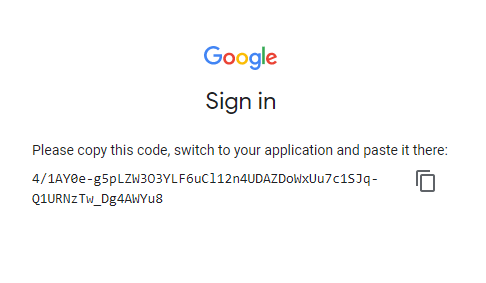 Google
Sign in
Please copy this code, switch to your application and paste it there:
4/1AY0e-g5pLZW3O3YLF6uCl12n4UDAZDoWxUu7c1SJq-
Q1URNzTw_Dg4AWYu8